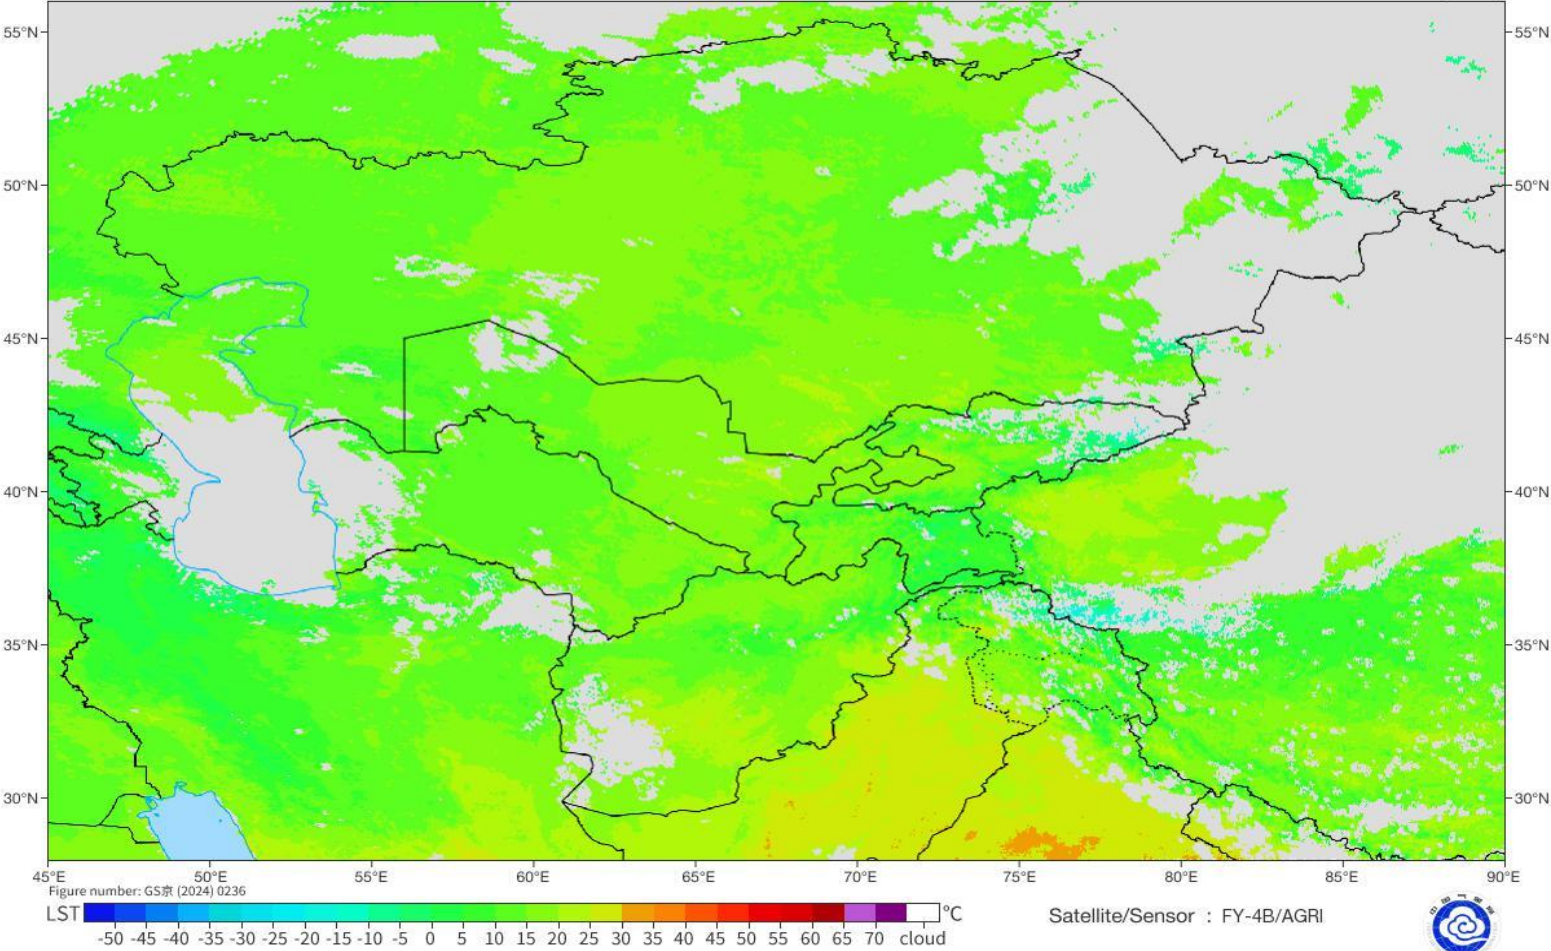 55°N 55°N
50°N 50°N
45°N 45°N
40°N 40°N
35°N 35°N
30°N 30°N
45°E 50°E 55°E 60°E 65°E 70°E 75°E 80°E 85°E 90°E
Figure number: GS京 (2024) 0236
LST °C
-50 -45 -40 -35 -30 -25 -20 -15 -10 -5 0 5 10 15 20 25 30 35 40 45 50 55 60 65 70 cloud
Satellite/Sensor : FY-4B/AGRI